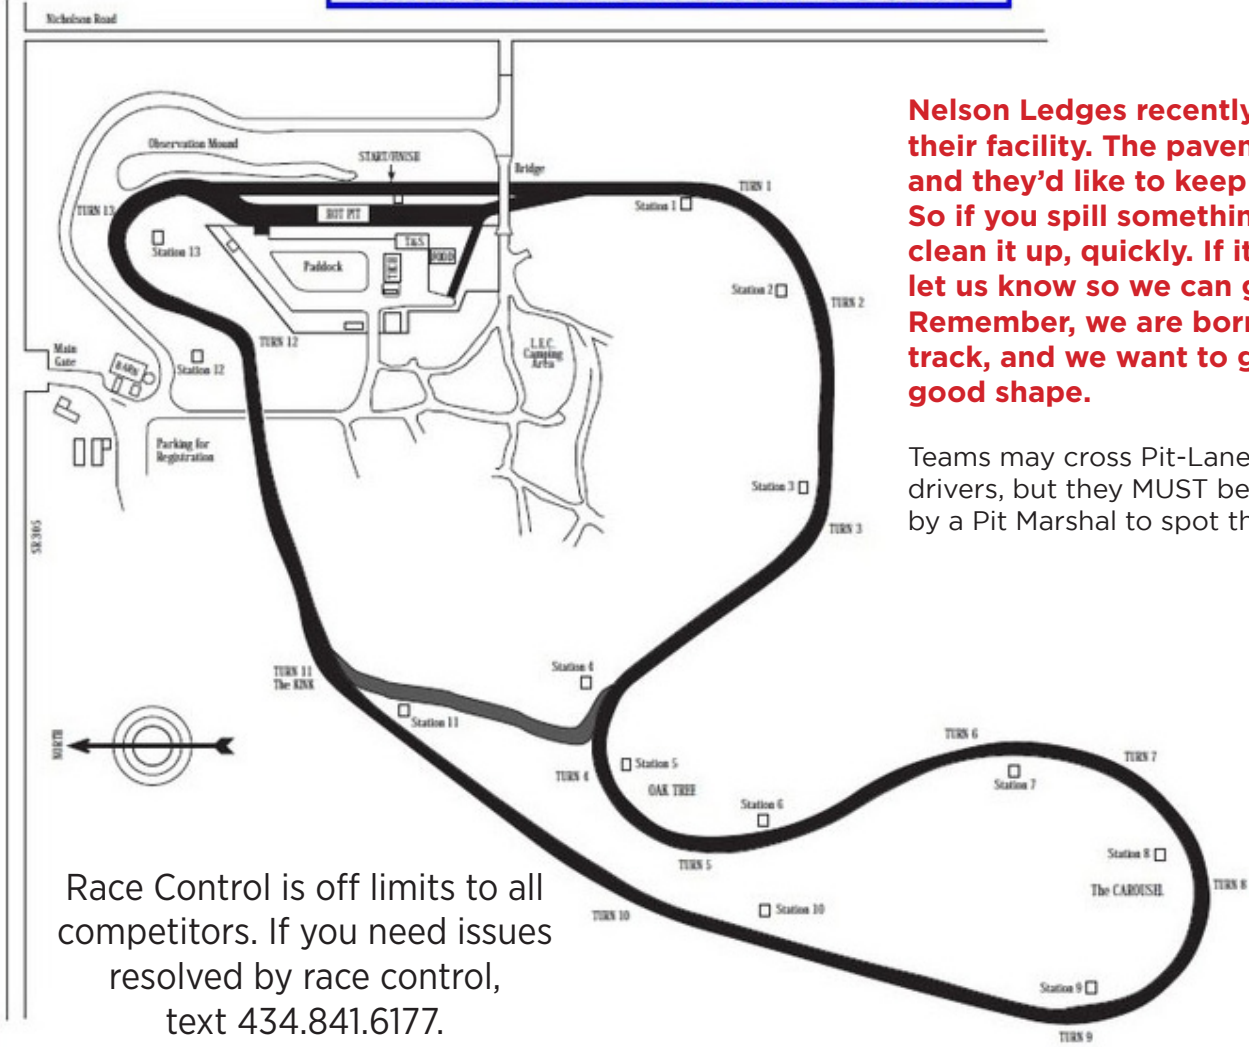 Nicholson Road
Nelson Ledges recently
their facility. The paven
and they’d like to keep
So if you spill somethin
clean it up, quickly. If it
let us know so we can g
Remember, we are born
track, and we want to g
good shape.
Teams may cross Pit-Lane
drivers, but they MUST be
by a Pit Marshal to spot th
Observation Mound
START/FINISH
Bridge
TURN 1
Station 1
HOT PIT
TURN 13
Station 13
T&S
FOOD
Paddock
Station 2
TURN 2
TURN 12
Station 12
Main
Gate
BARN
L.E.C.
Camping
Area
Parking for
Registration
SR305
Station 3
TURN 3
Station 4
TURN 11
The KINK
Station 11
NORTH
TURN 4
Station 5
OAK TREE
Station 6
TURN 5
TURN 6
Station 7
TURN 7
Station 8
The CAROUSEL
TURN 8
Station 9
TURN 9
Station 10
TURN 10
Race Control is off limits to all
competitors. If you need issues
resolved by race control,
text 434.841.6177.